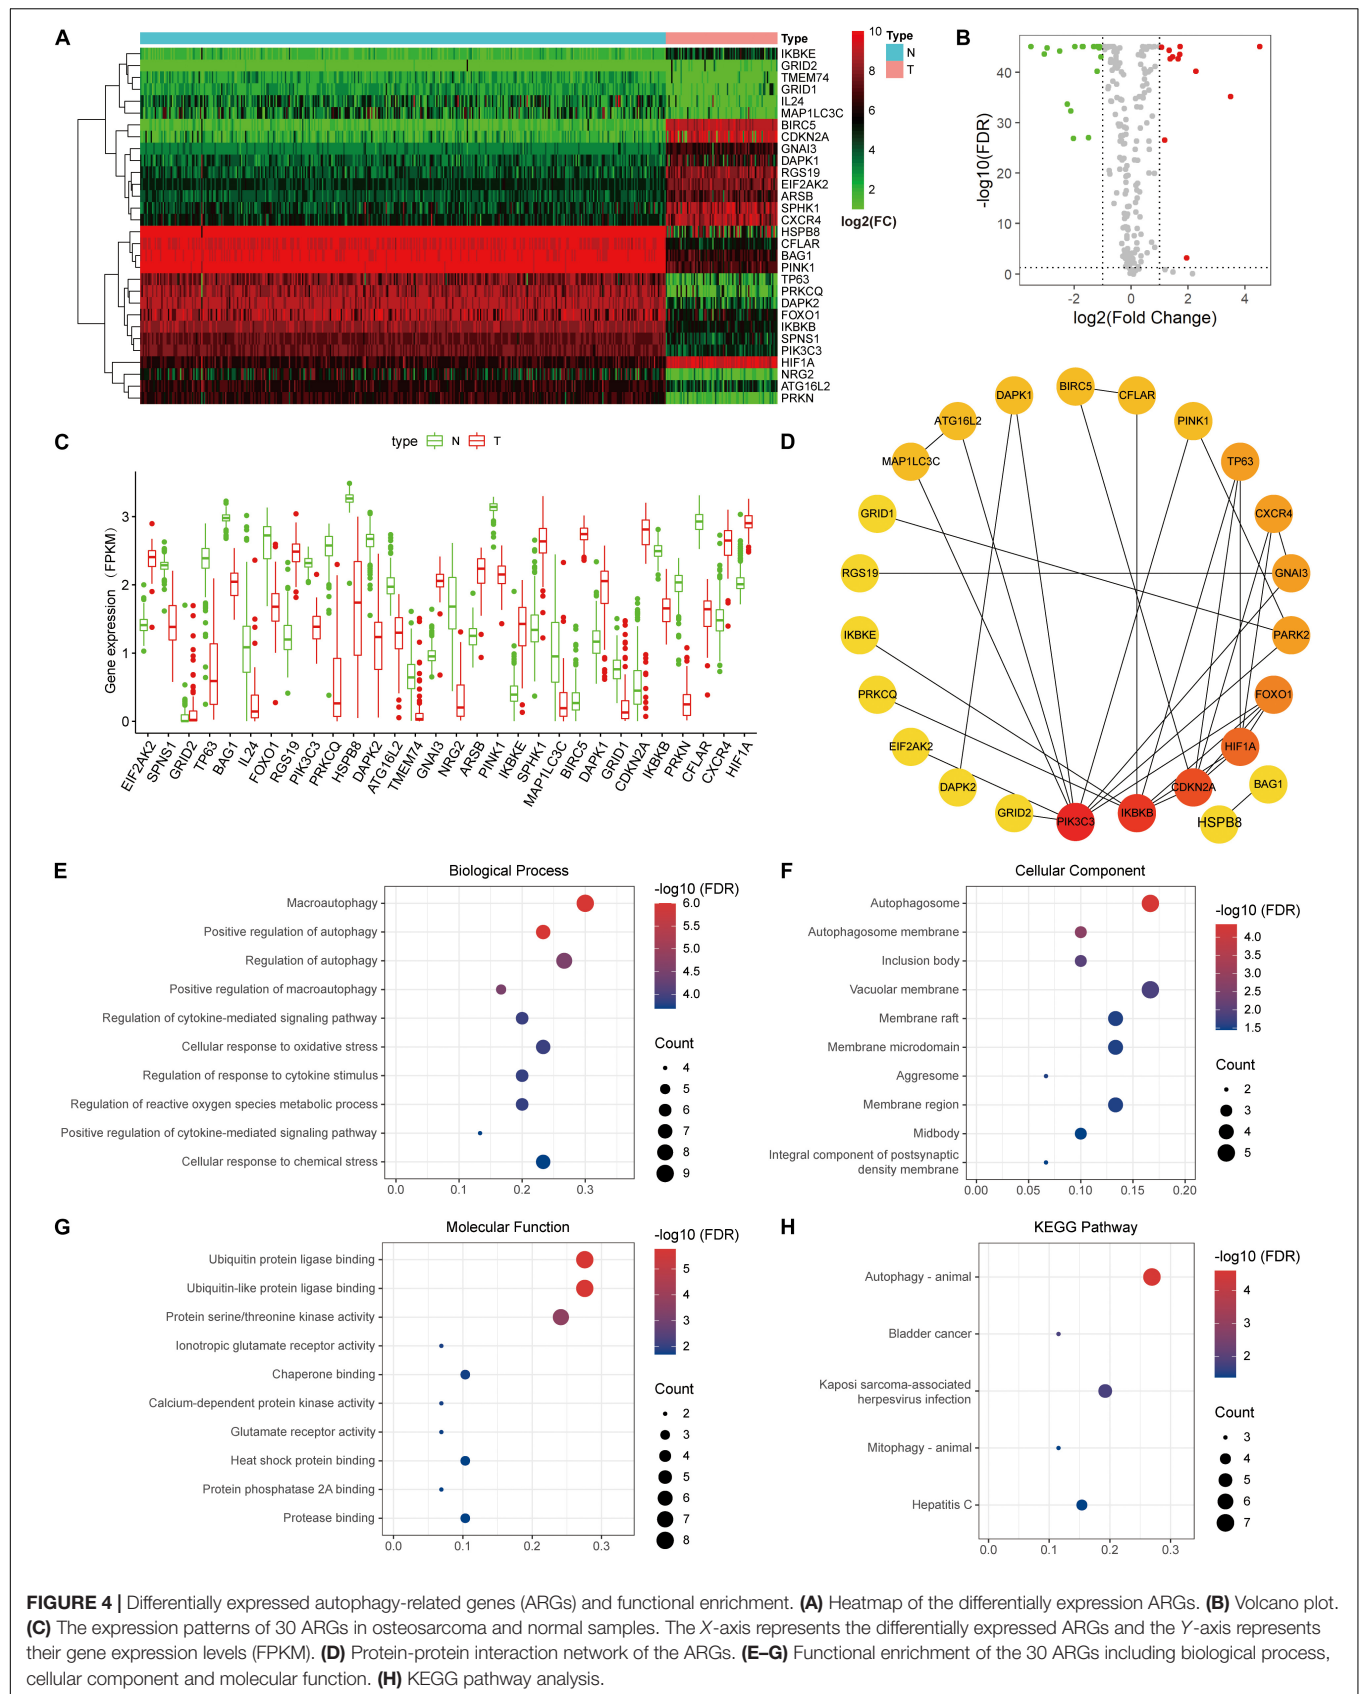 A
Type
IKBKE
GRID2
TMEM74
GRID1
IL24
MAP1LC3C
BIRC5
CDKN2A
GNAI3
DAPK1
RGS19
EIF2AK2
ARSB
SPHK1
CXCR4
HSPB8
CFLAR
BAG1
PINK1
TP63
PRKCQ
DAPK2
FOXO1
IKBKB
SPNS1
PIK3C3
HIF1A
NRG2
ATG16L2
PRKN
10
8
6
4
2
log2(FC)
Type
N
T
B
40
30
20
10
0
-log10(FDR)
-2
0
2
4
log2(Fold Change)
C
type
N
T
3
2
1
0
Gene expression (FPKM)
EIF2AK2
SPNS1
GRID2
TP63
BAG1
IL24
FOXO1
RGS19
PIK3C3
PRKCQ
HSPB8
DAPK2
ATG16L2
TMEM74
GNAI3
NRG2
ARSB
PINK1
IKBKE
SPHK1
MAP1LC3C
BIRC5
DAPK1
GRID1
CDKN2A
IKBKB
PRKN
CFLAR
CXCR4
HIF1A
D
BIRC5
CFLAR
DAPK1
PINK1
ATG16L2
TP63
MAP1LC3C
CXCR4
GRID1
GNAI3
RGS19
PARK2
IKBKE
FOXO1
PRKCQ
HIF1A
EIF2AK2
BAG1
DAPK2
CDKN2A
GRID2
PIK3C3
IKBKB
HSPB8
E
Biological Process
Macroautophagy
Positive regulation of autophagy
Regulation of autophagy
Positive regulation of macroautophagy
Regulation of cytokine-mediated signaling pathway
Cellular response to oxidative stress
Regulation of response to cytokine stimulus
Regulation of reactive oxygen species metabolic process
Positive regulation of cytokine-mediated signaling pathway
Cellular response to chemical stress
0.0
0.1
0.2
0.3
-log10 (FDR)
6.0
5.5
5.0
4.5
4.0
Count
4
5
6
7
8
9
F
Cellular Component
Autophagosome
Autophagosome membrane
Inclusion body
Vacuolar membrane
Membrane raft
Membrane microdomain
Aggresome
Membrane region
Midbody
Integral component of postsynaptic
density membrane
0.00
0.05
0.10
0.15
0.20
-log10 (FDR)
4.0
3.5
3.0
2.5
2.0
1.5
Count
2
3
4
5
G
Molecular Function
Ubiquitin protein ligase binding
Ubiquitin-like protein ligase binding
Protein serine/threonine kinase activity
Ionotropic glutamate receptor activity
Chaperone binding
Calcium-dependent protein kinase activity
Glutamate receptor activity
Heat shock protein binding
Protein phosphatase 2A binding
Protease binding
0.0
0.1
0.2
0.3
-log10 (FDR)
5
4
3
2
Count
2
3
4
5
6
7
8
H
KEGG Pathway
Autophagy - animal
Bladder cancer
Kaposi sarcoma-associated
herpesvirus infection
Mitophagy - animal
Hepatitis C
0.0
0.1
0.2
0.3
-log10 (FDR)
4
3
2
Count
3
4
5
6
7
FIGURE 4 | Differentially expressed autophagy-related genes (ARGs) and functional enrichment. (A) Heatmap of the differentially expression ARGs. (B) Volcano plot.
(C) The expression patterns of 30 ARGs in osteosarcoma and normal samples. The X-axis represents the differentially expressed ARGs and the Y-axis represents
their gene expression levels (FPKM). (D) Protein-protein interaction network of the ARGs. (E–G) Functional enrichment of the 30 ARGs including biological process,
cellular component and molecular function. (H) KEGG pathway analysis.